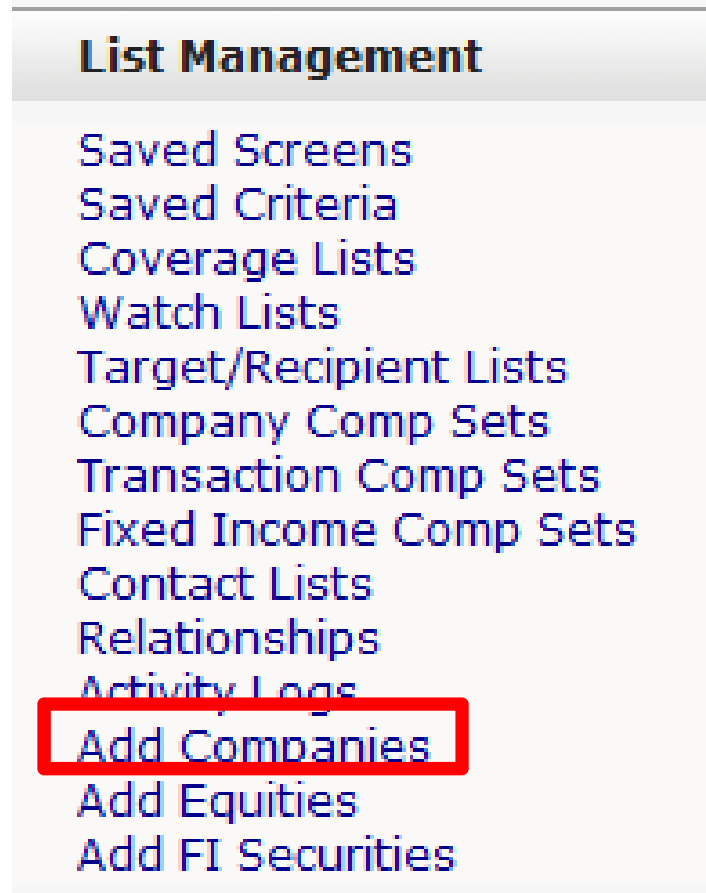 List Management
Saved Screens
Saved Criteria
Coverage Lists
Watch Lists
Target/Recipient Lists
Company Comp Sets
Transaction Comp Sets
Fixed Income Comp Sets
Contact Lists
Relationships
Activity Logs
Add Companies
Add Equities
Add FI Securities